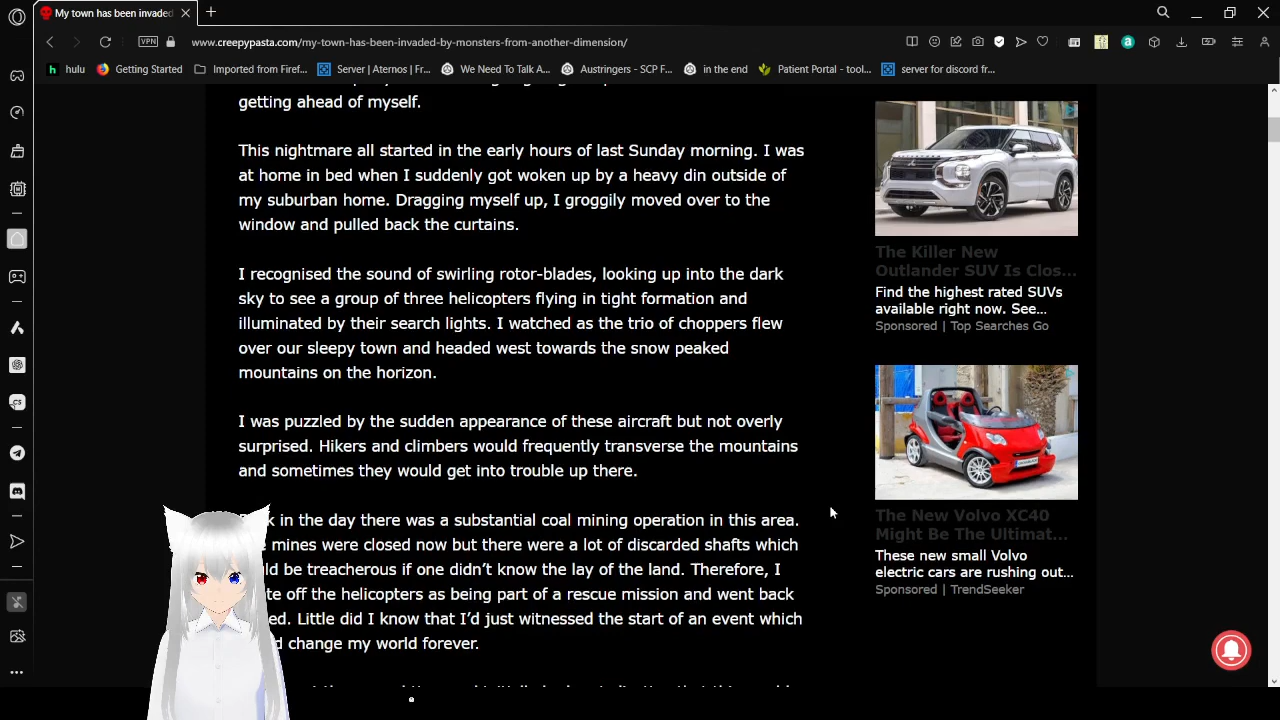 My town has been invaded
VPN
www.creepypasta.com/my-town-has-been-invaded-by-monsters-from-another-dimension/
h hulu
Getting Started
Imported from Firef...
Server | Aternos | Fr...
We Need To Talk A...
Austringers - SCP F...
in the end
Patient Portal - tool...
server for discord fr...
getting ahead of myself.
This nightmare all started in the early hours of last Sunday morning. I was
at home in bed when I suddenly got woken up by a heavy din outside of
my suburban home. Dragging myself up, I groggily moved over to the
window and pulled back the curtains.
I recognised the sound of swirling rotor-blades, looking up into the dark
sky to see a group of three helicopters flying in tight formation and
illuminated by their search lights. I watched as the trio of choppers flew
over our sleepy town and headed west towards the snow peaked
mountains on the horizon.
I was puzzled by the sudden appearance of these aircraft but not overly
surprised. Hikers and climbers would frequently transverse the mountains
and sometimes they would get into trouble up there.
in the day there was a substantial coal mining operation in this area.
mines were closed now but there were a lot of discarded shafts which
be treacherous if one didn't know the lay of the land. Therefore, I
off the helicopters as being part of a rescue mission and went back
Little did I know that I'd just witnessed the start of an event which
change my world forever.
The Killer New
Outlander SUV Is Clos...
Find the highest rated SUVs
available right now. See...
Sponsored | Top Searches Go
The New Volvo XC40
Might Be The Ultimat...
These new small Volvo
electric cars are rushing out...
Sponsored | TrendSeeker